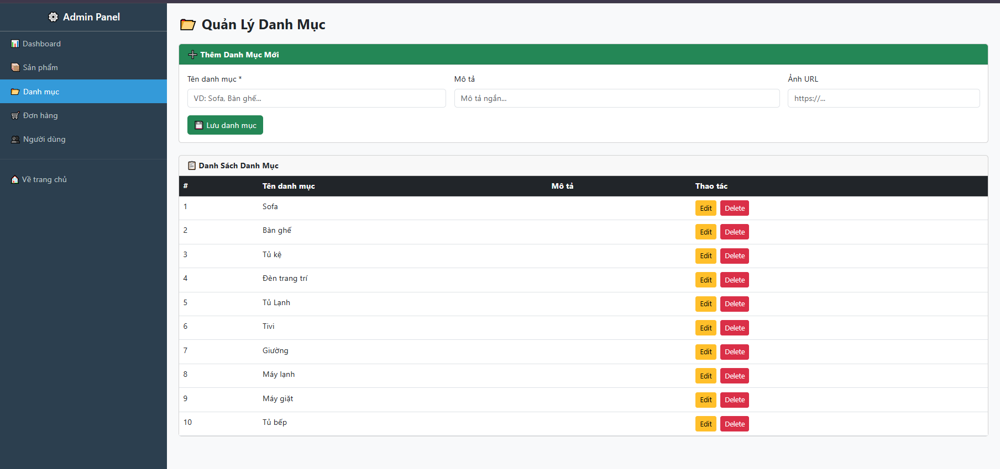 Admin Panel
Dashboard
Sản phẩm
Danh mục
Đơn hàng
Người dùng
Về trang chủ
Quản Lý Danh Mục
Thêm Danh Mục Mới
Tên danh mục * Mô tả Ảnh URL
VD: Sofa, Bàn ghế... Mô tả ngắn... https://...
Lưu danh mục
Danh Sách Danh Mục
# Tên danh mục Mô tả Thao tác
1 Sofa Edit Delete
2 Bàn ghế Edit Delete
3 Tủ kệ Edit Delete
4 Đèn trang trí Edit Delete
5 Tủ Lạnh Edit Delete
6 Tivi Edit Delete
7 Giường Edit Delete
8 Máy lạnh Edit Delete
9 Máy giặt Edit Delete
10 Tủ bếp Edit Delete